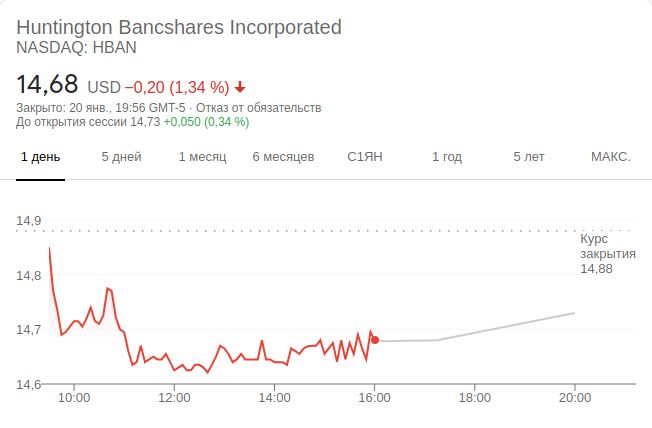 Huntington Bancshares Incorporated
NASDAQ: HBAN
14,68 USD −0,20 (1,34 %)
Закрыто: 20 янв., 19:56 GMT-5 · Отказ от обязательств
До открытия сессии 14,73 +0,050 (0,34 %)
1 день 5 дней 1 месяц 6 месяцев С1ЯН 1 год 5 лет МАКС.
14,9
Курс
закрытия
14,88
14,8
14,7
14,6
10:00 12:00 14:00 16:00 18:00 20:00